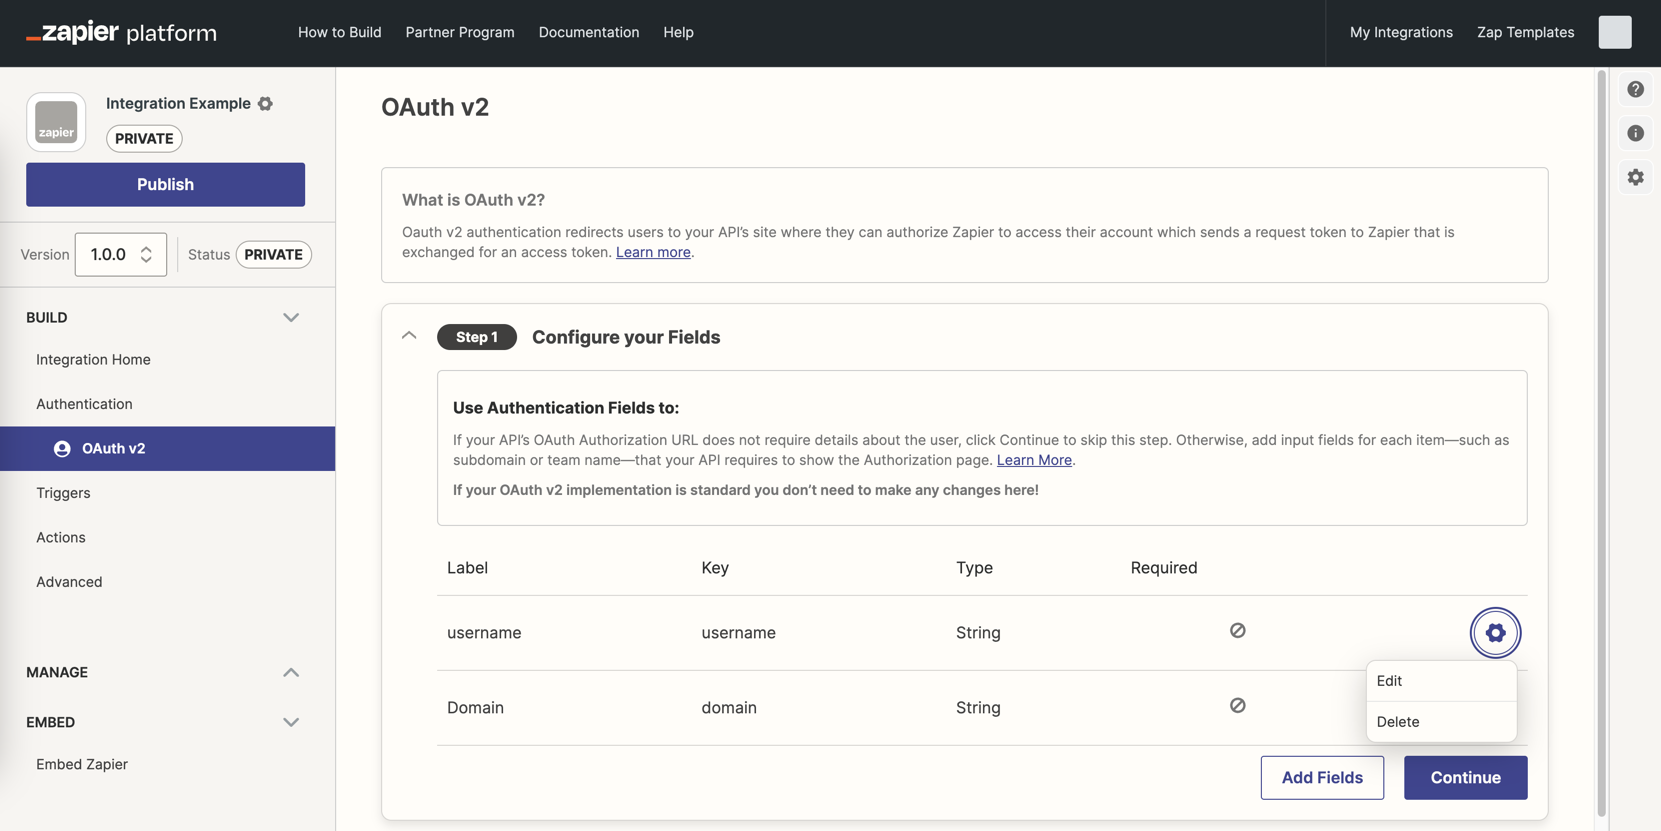 zapier platform
How to Build
Partner Program
Documentation
Help
My Integrations
Zap Templates
zapier
Integration Example
PRIVATE
Publish
Version
1.0.0
Status
PRIVATE
BUILD
Integration Home
Authentication
OAuth v2
Triggers
Actions
Advanced
MANAGE
EMBED
Embed Zapier
OAuth v2
What is OAuth v2?
Oauth v2 authentication redirects users to your API’s site where they can authorize Zapier to access their account which sends a request token to Zapier that is
exchanged for an access token. Learn more.
Step 1
Configure your Fields
Use Authentication Fields to:
If your API’s OAuth Authorization URL does not require details about the user, click Continue to skip this step. Otherwise, add input fields for each item—such as
subdomain or team name—that your API requires to show the Authorization page. Learn More.
If your OAuth v2 implementation is standard you don’t need to make any changes here!
Label
Key
Type
Required
username
username
String
Domain
domain
String
Edit
Delete
Add Fields
Continue